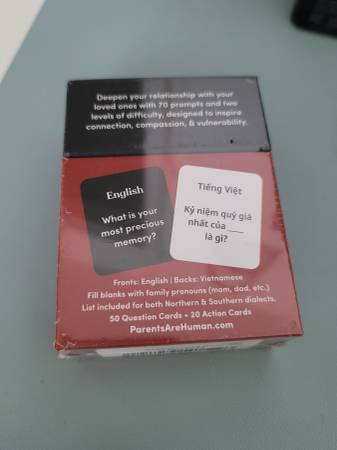 Deepen your relationship with your
loved ones with 70 prompts and two
levels of difficulty, designed to inspire
connection, compassion, & vulnerability.
English
What is your
most precious
memory?
Tiếng Việt
Kỷ niệm quý giá
nhất của ____
là gì?
Fronts: English | Backs: Vietnamese
Fill blanks with family pronouns (mom, dad, etc.)
List included for both Northern & Southern dialects.
50 Question Cards • 20 Action Cards
ParentsAreHuman.com